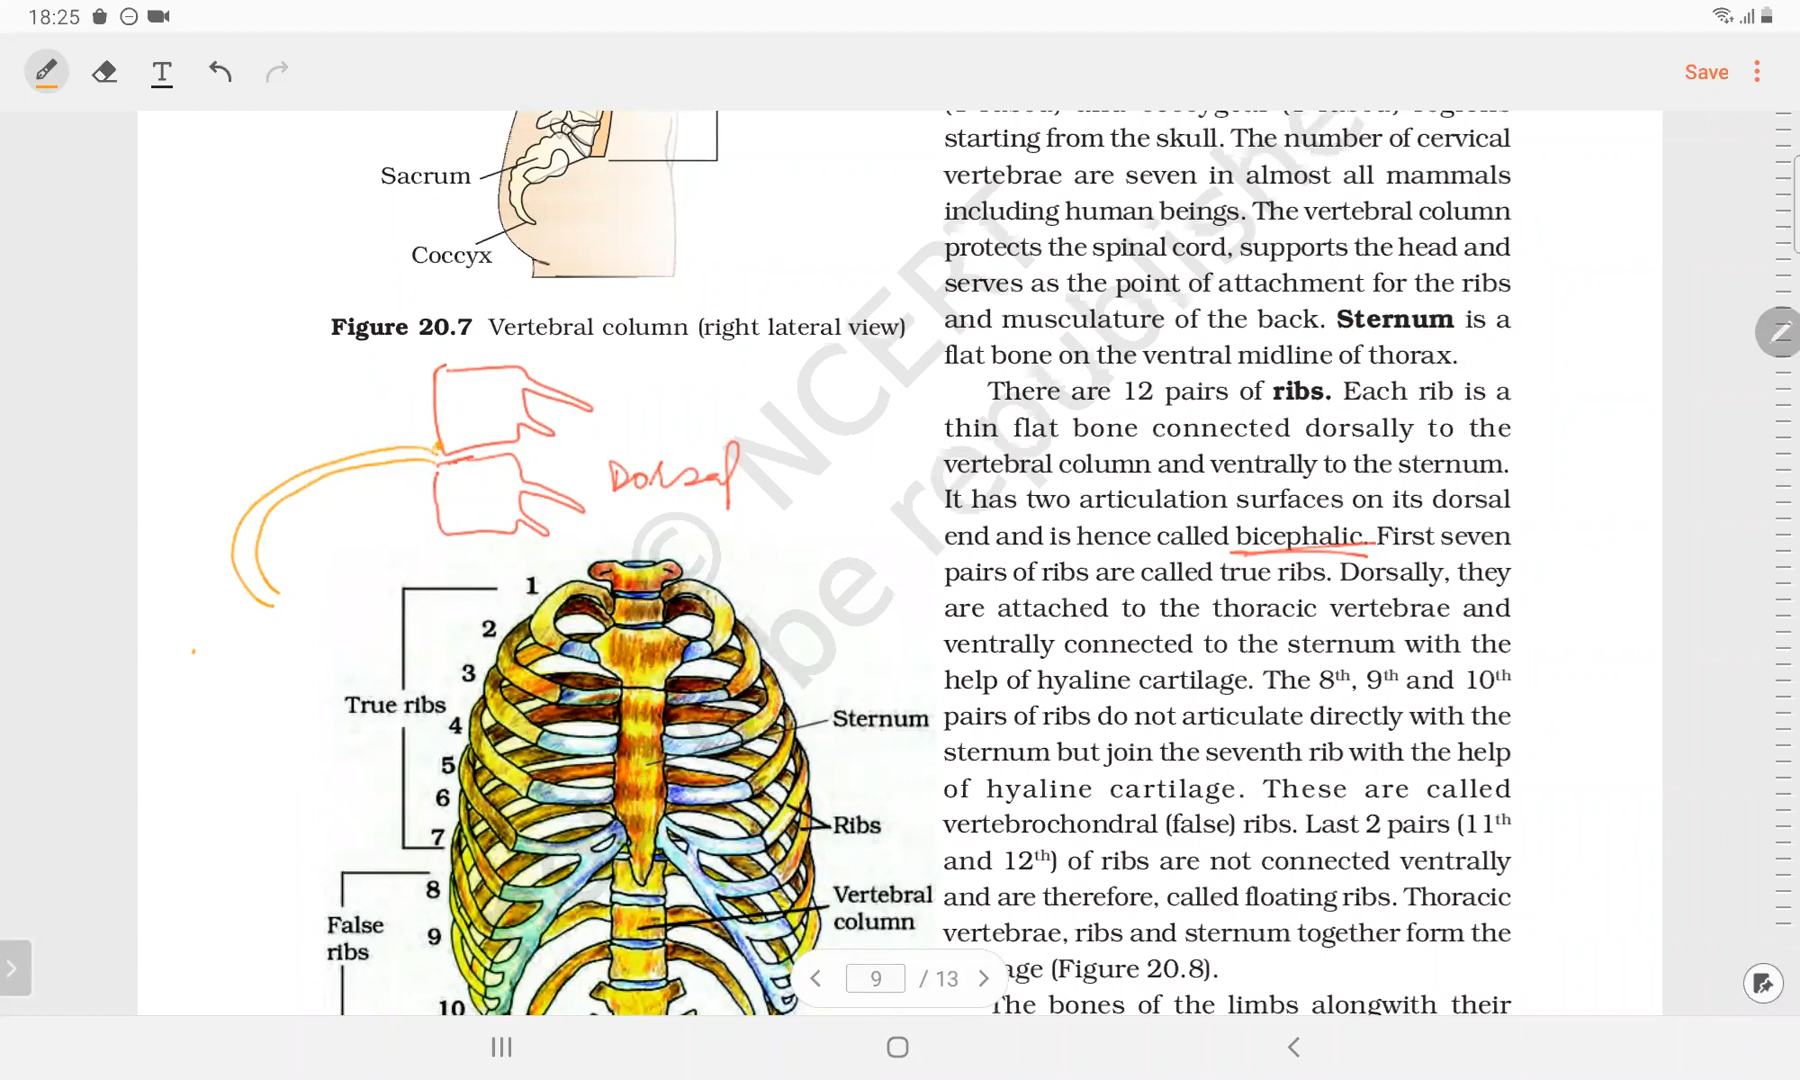 18:25
T
Save
Sacrum
Coccyx
Figure 20.7 Vertebral column (right lateral view)
Dorsal
1
2
3
True ribs
4
5
6
7
8
False
ribs
9
10
Sternum
Ribs
Vertebral
column
starting from the skull. The number of cervical
vertebrae are seven in almost all mammals
including human beings. The vertebral column
protects the spinal cord, supports the head and
serves as the point of attachment for the ribs
and musculature of the back. Sternum is a
flat bone on the ventral midline of thorax.
There are 12 pairs of ribs. Each rib is a
thin flat bone connected dorsally to the
vertebral column and ventrally to the sternum.
It has two articulation surfaces on its dorsal
end and is hence called bicephalic. First seven
pairs of ribs are called true ribs. Dorsally, they
are attached to the thoracic vertebrae and
ventrally connected to the sternum with the
help of hyaline cartilage. The 8th, 9th and 10th
pairs of ribs do not articulate directly with the
sternum but join the seventh rib with the help
of hyaline cartilage. These are called
vertebrochondral (false) ribs. Last 2 pairs (11th
and 12th) of ribs are not connected ventrally
and are therefore, called floating ribs. Thoracic
vertebrae, ribs and sternum together form the
age (Figure 20.8).
The bones of the limbs alongwith their
© NCERT
be republishe
9 / 13